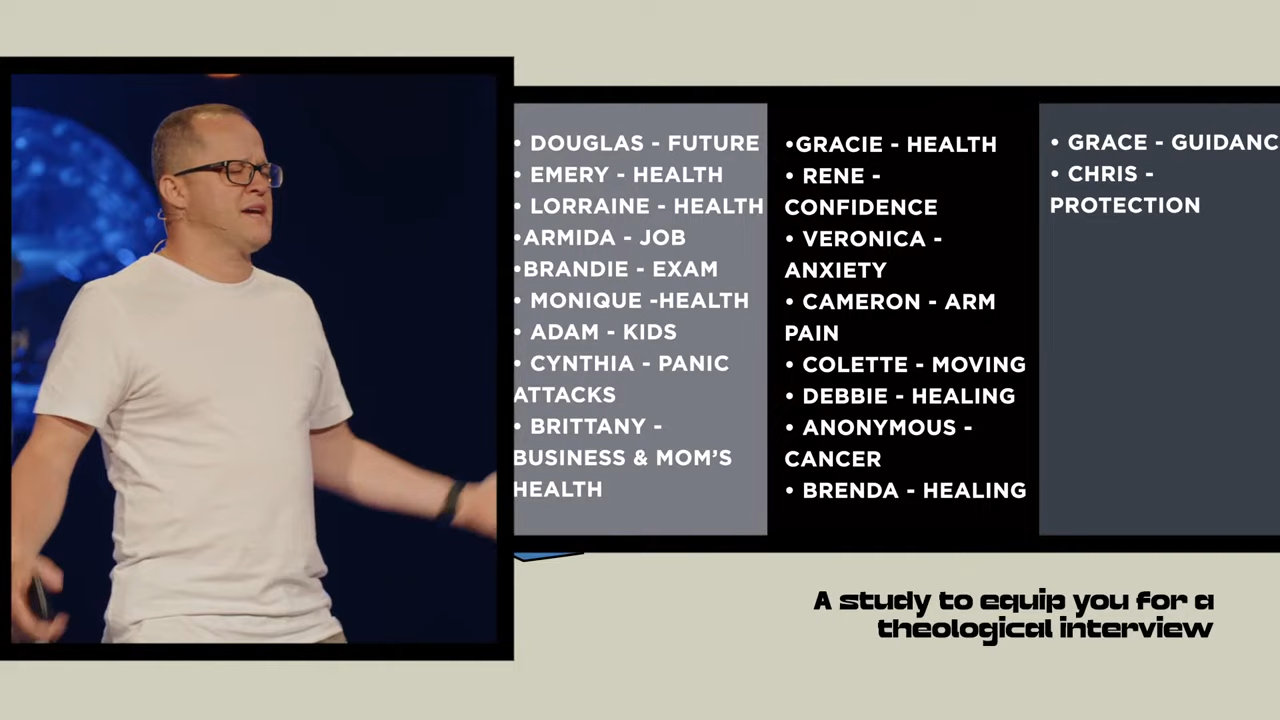 • DOUGLAS - FUTURE
• EMERY - HEALTH
• LORRAINE - HEALTH
•ARMIDA - JOB
•BRANDIE - EXAM
• MONIQUE -HEALTH
• ADAM - KIDS
• CYNTHIA - PANIC
ATTACKS
• BRITTANY -
BUSINESS & MOM'S
HEALTH
•GRACIE - HEALTH
• RENE -
CONFIDENCE
• VERONICA -
ANXIETY
• CAMERON - ARM
PAIN
• COLETTE - MOVING
• DEBBIE - HEALING
• ANONYMOUS -
CANCER
• BRENDA - HEALING
• GRACE - GUIDANC
• CHRIS -
PROTECTION
A study to equip you for a
theological interview